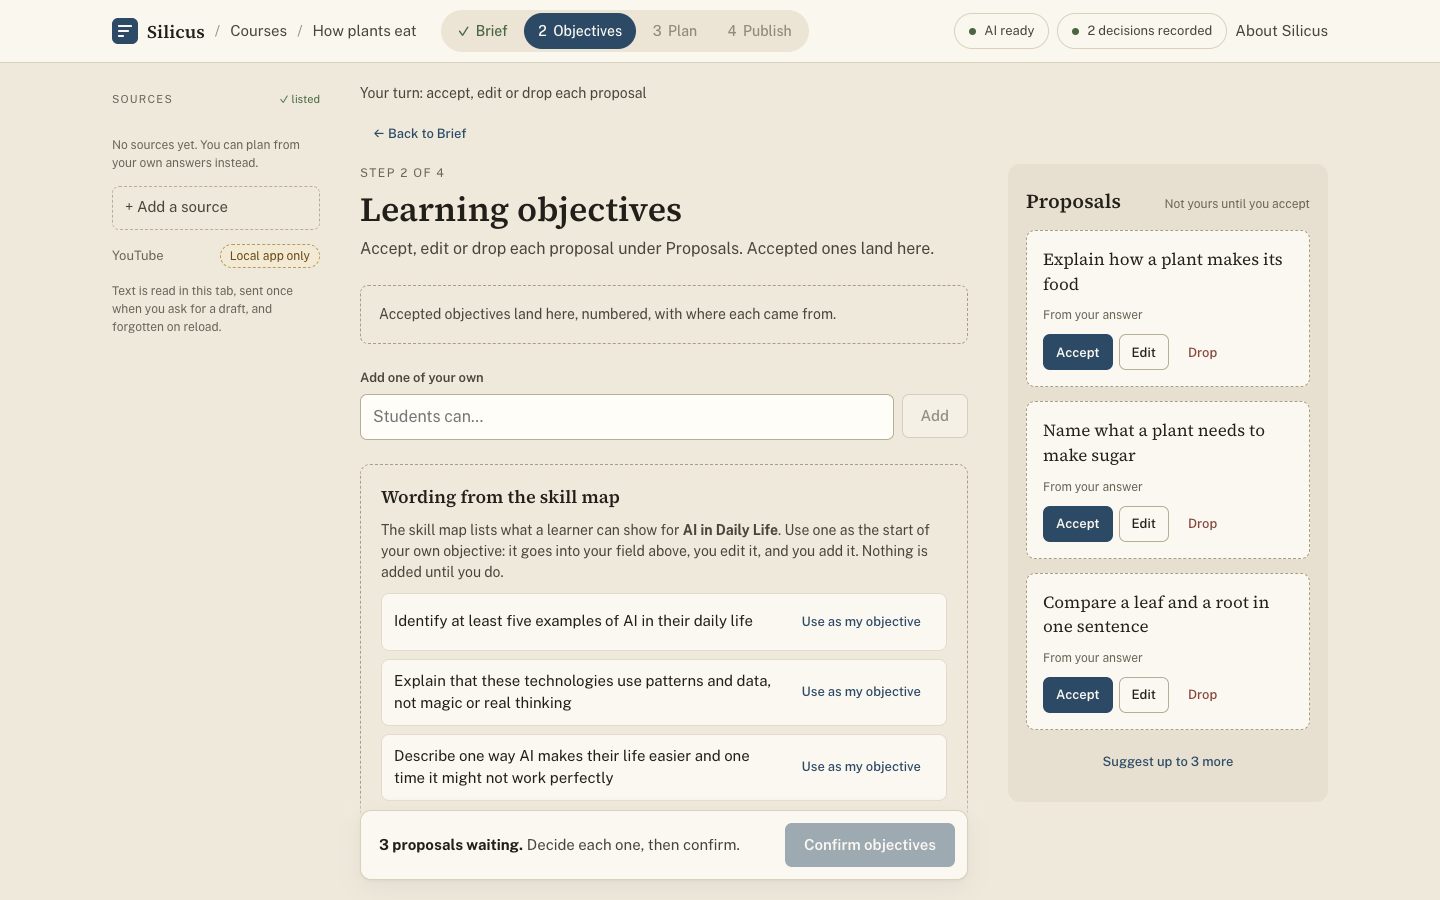 Silicus / Courses / How plants eat
✓ Brief
2 Objectives
3 Plan
4 Publish
AI ready
2 decisions recorded
About Silicus
SOURCES
✓ listed
No sources yet. You can plan from
your own answers instead.
+ Add a source
YouTube
Local app only
Text is read in this tab, sent once
when you ask for a draft, and
forgotten on reload.
Your turn: accept, edit or drop each proposal
← Back to Brief
STEP 2 OF 4
Learning objectives
Accept, edit or drop each proposal under Proposals. Accepted ones land here.
Accepted objectives land here, numbered, with where each came from.
Add one of your own
Students can...
Add
Wording from the skill map
The skill map lists what a learner can show for AI in Daily Life. Use one as the start of
your own objective: it goes into your field above, you edit it, and you add it. Nothing is
added until you do.
Identify at least five examples of AI in their daily life
Use as my objective
Explain that these technologies use patterns and data,
not magic or real thinking
Use as my objective
Describe one way AI makes their life easier and one
time it might not work perfectly
Use as my objective
3 proposals waiting. Decide each one, then confirm.
Confirm objectives
Proposals
Not yours until you accept
Explain how a plant makes its
food
From your answer
Accept
Edit
Drop
Name what a plant needs to
make sugar
From your answer
Accept
Edit
Drop
Compare a leaf and a root in
one sentence
From your answer
Accept
Edit
Drop
Suggest up to 3 more